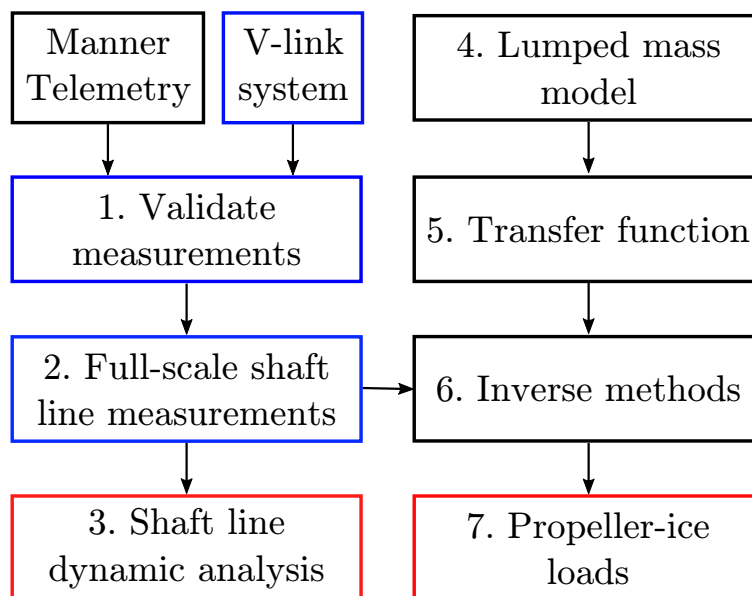 Manner
Telemetry
V-link
system
1. Validate
measurements
2. Full-scale shaft
line measurements
3. Shaft line
dynamic analysis
4. Lumped mass
model
5. Transfer function
6. Inverse methods
7. Propeller-ice
loads